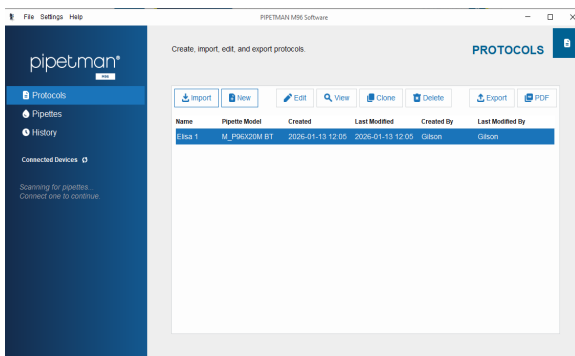 File Settings Help
PIPETMAN M96 Software
pipetman®
M96
Create, import, edit, and export protocols.
PROTOCOLS
Protocols
Pipettes
History
Connected Devices
Scanning for pipettes...
Connect one to continue.
Import New Edit View Clone Delete Export PDF
Name Pipette Model Created Last Modified Created By Last Modified By
Elisa 1 M_P96X20M BT 2026-01-13 12:05 2026-01-13 12:05 Gilson Gilson